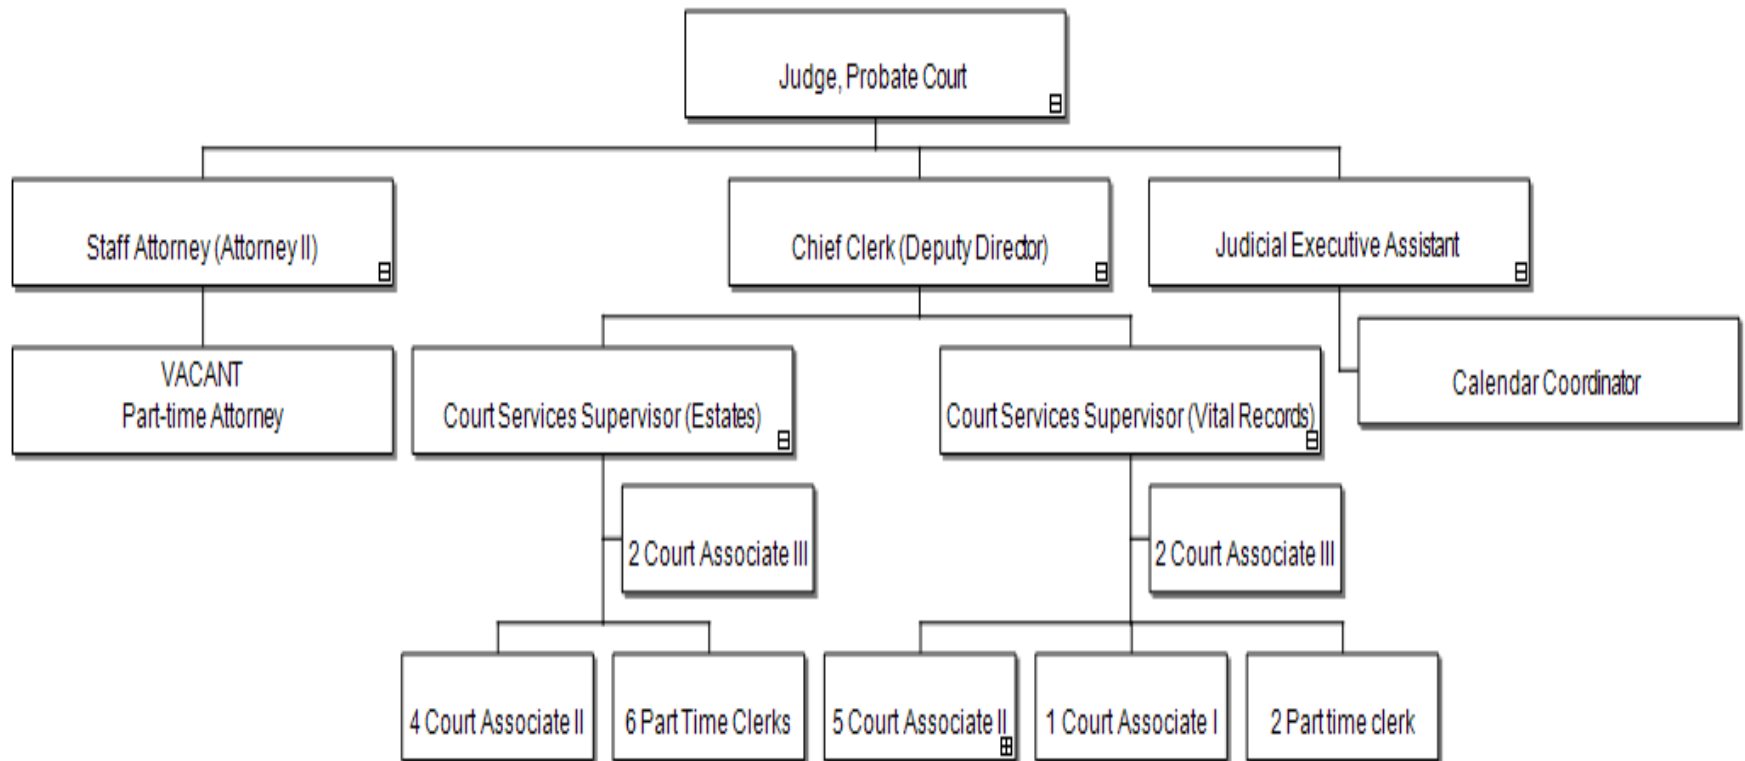 Judge, Probate Court
Staff Attorney (Attorney II)
Chief Clerk (Deputy Director)
Judicial Executive Assistant
VACANT
Part-time Attorney
Court Services Supervisor (Estates)
Court Services Supervisor (Vital Records)
Calendar Coordinator
2 Court Associate III
2 Court Associate III
4 Court Associate II
6 Part Time Clerks
5 Court Associate II
1 Court Associate I
2 Part time clerk